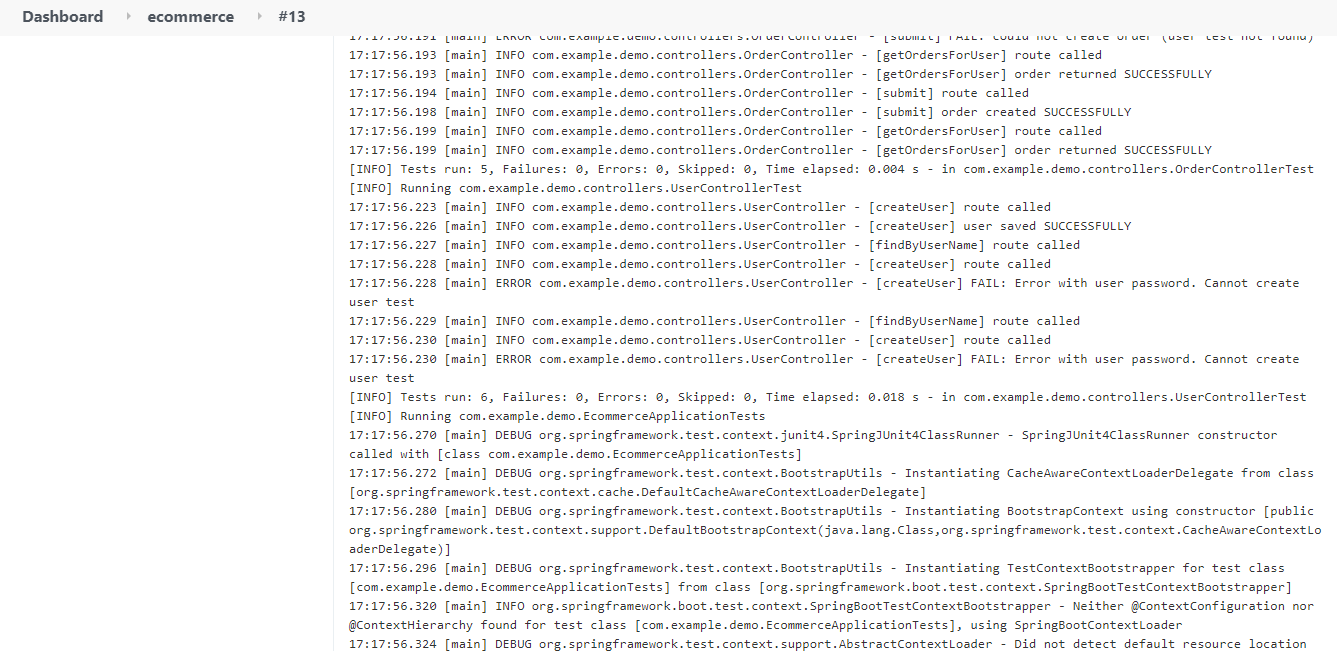 Dashboard ecommerce #13
17:17:56.191 [main] ERROR com.example.demo.controllers.OrderController - [submit] FAIL: could not create order (user test not found)
17:17:56.193 [main] INFO com.example.demo.controllers.OrderController - [getOrdersForUser] route called
17:17:56.193 [main] INFO com.example.demo.controllers.OrderController - [getOrdersForUser] order returned SUCCESSFULLY
17:17:56.194 [main] INFO com.example.demo.controllers.OrderController - [submit] route called
17:17:56.198 [main] INFO com.example.demo.controllers.OrderController - [submit] order created SUCCESSFULLY
17:17:56.199 [main] INFO com.example.demo.controllers.OrderController - [getOrdersForUser] route called
17:17:56.199 [main] INFO com.example.demo.controllers.OrderController - [getOrdersForUser] order returned SUCCESSFULLY
[INFO] Tests run: 5, Failures: 0, Errors: 0, Skipped: 0, Time elapsed: 0.004 s - in com.example.demo.controllers.OrderControllerTest
[INFO] Running com.example.demo.controllers.UserControllerTest
17:17:56.223 [main] INFO com.example.demo.controllers.UserController - [createUser] route called
17:17:56.226 [main] INFO com.example.demo.controllers.UserController - [createUser] user saved SUCCESSFULLY
17:17:56.227 [main] INFO com.example.demo.controllers.UserController - [findByUserName] route called
17:17:56.228 [main] INFO com.example.demo.controllers.UserController - [createUser] route called
17:17:56.228 [main] ERROR com.example.demo.controllers.UserController - [createUser] FAIL: Error with user password. Cannot create
user test
17:17:56.229 [main] INFO com.example.demo.controllers.UserController - [findByUserName] route called
17:17:56.230 [main] INFO com.example.demo.controllers.UserController - [createUser] route called
17:17:56.230 [main] ERROR com.example.demo.controllers.UserController - [createUser] FAIL: Error with user password. Cannot create
user test
[INFO] Tests run: 6, Failures: 0, Errors: 0, Skipped: 0, Time elapsed: 0.018 s - in com.example.demo.controllers.UserControllerTest
[INFO] Running com.example.demo.EcommerceApplicationTests
17:17:56.270 [main] DEBUG org.springframework.test.context.junit4.SpringJUnit4ClassRunner - SpringJUnit4ClassRunner constructor
called with [class com.example.demo.EcommerceApplicationTests]
17:17:56.272 [main] DEBUG org.springframework.test.context.BootstrapUtils - Instantiating CacheAwareContextLoaderDelegate from class
[org.springframework.test.context.cache.DefaultCacheAwareContextLoaderDelegate]
17:17:56.280 [main] DEBUG org.springframework.test.context.BootstrapUtils - Instantiating BootstrapContext using constructor [public
org.springframework.test.context.support.DefaultBootstrapContext(java.lang.Class,org.springframework.test.context.CacheAwareContextLo
aderDelegate)]
17:17:56.296 [main] DEBUG org.springframework.test.context.BootstrapUtils - Instantiating TestContextBootstrapper for test class
[com.example.demo.EcommerceApplicationTests] from class [org.springframework.boot.test.context.SpringBootTestContextBootstrapper]
17:17:56.320 [main] INFO org.springframework.boot.test.context.SpringBootTestContextBootstrapper - Neither @ContextConfiguration nor
@ContextHierarchy found for test class [com.example.demo.EcommerceApplicationTests], using SpringBootContextLoader
17:17:56.324 [main] DEBUG org.springframework.test.context.support.AbstractContextLoader - Did not detect default resource location